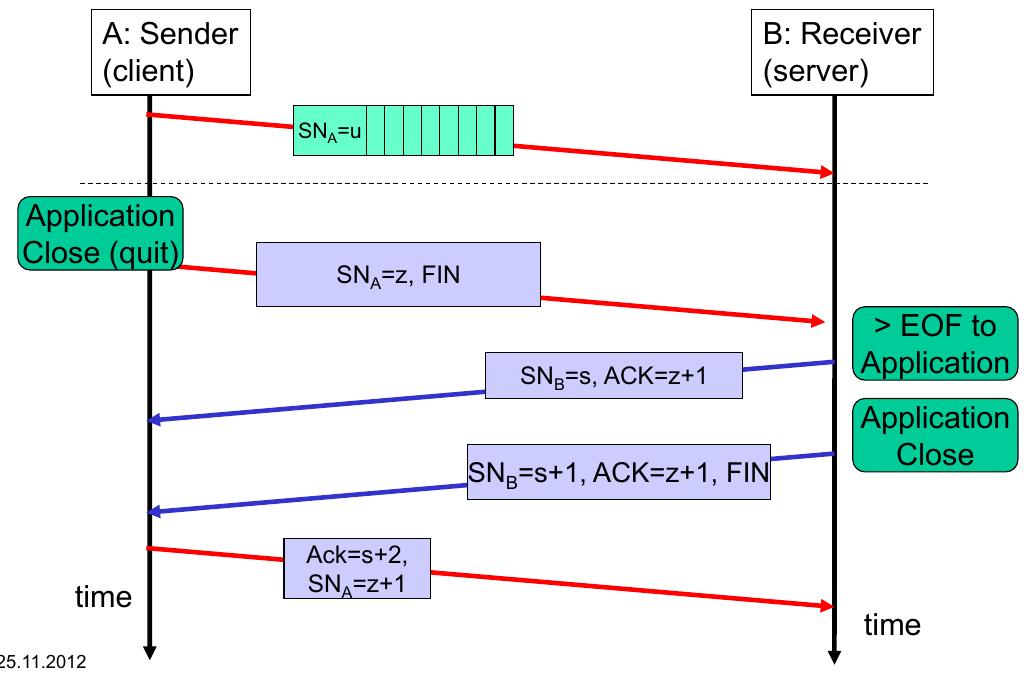 A: Sender
(client)
B: Receiver
(server)
SN_A=u
Application
Close (quit)
SN_A=z, FIN
> EOF to
Application
SN_B=s, ACK=z+1
Application
Close
SN_B=s+1, ACK=z+1, FIN
Ack=s+2,
SN_A=z+1
time
time
25.11.2012